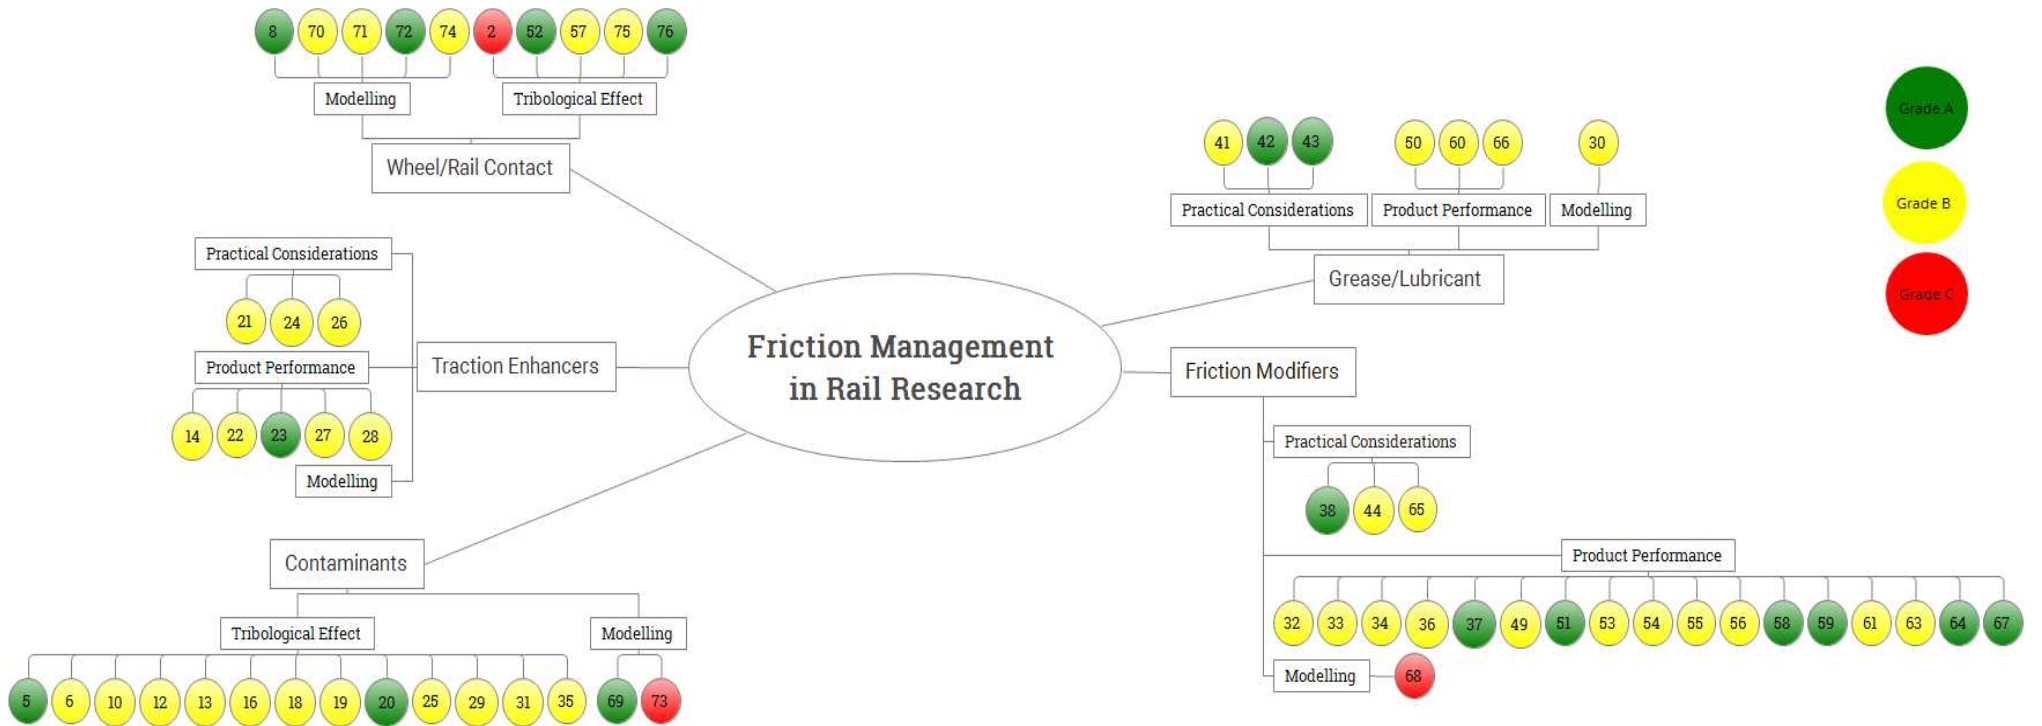 8 70 71 72 74 2 52 57 75 76
Modelling
Tribological Effect
Wheel/Rail Contact
Practical Considerations
21 24 26
Product Performance
Traction Enhancers
14 22 23 27 28
Modelling
Contaminants
Tribological Effect
Modelling
5 6 10 12 13 16 18 19 20 25 29 31 35 69 73
Friction Management
in Rail Research
41 42 43 50 60 66 30
Practical Considerations
Product Performance
Modelling
Grease/Lubricant
Friction Modifiers
Practical Considerations
38 44 65
Product Performance
32 33 34 36 37 49 51 53 54 55 56 58 59 61 63 64 67
Modelling
68
Grade A
Grade B
Grade C